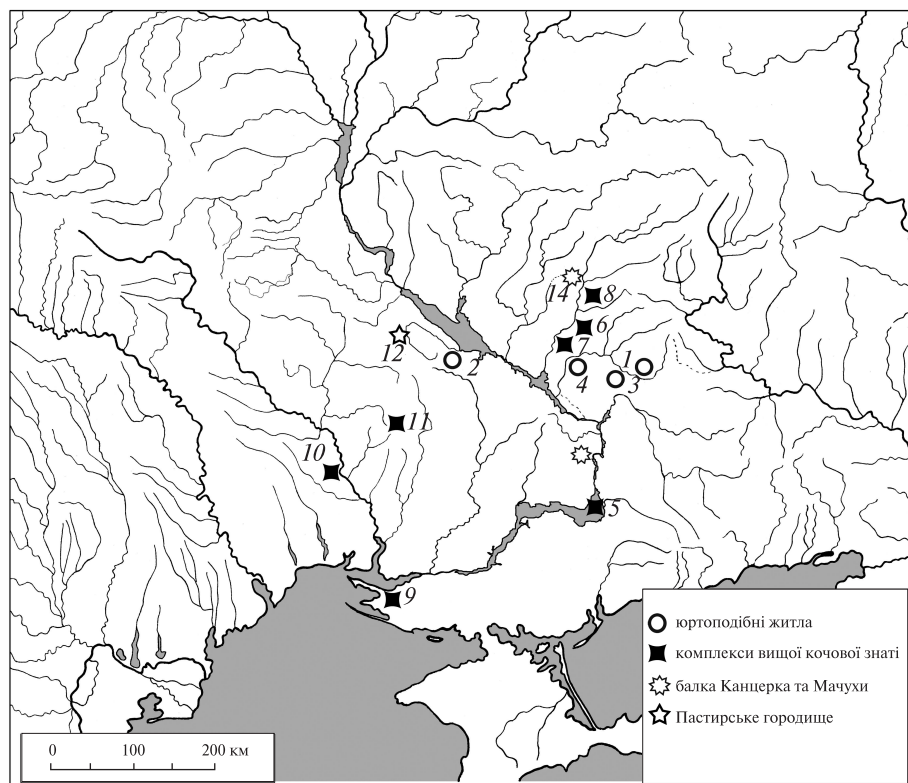 14
8
6
7
12
2
4
3
1
11
10
5
9
юртоподібні житла
комплекси вищої кочової знаті
балка Канцерка та Мачухи
Пастирське городище
0 100 200 км